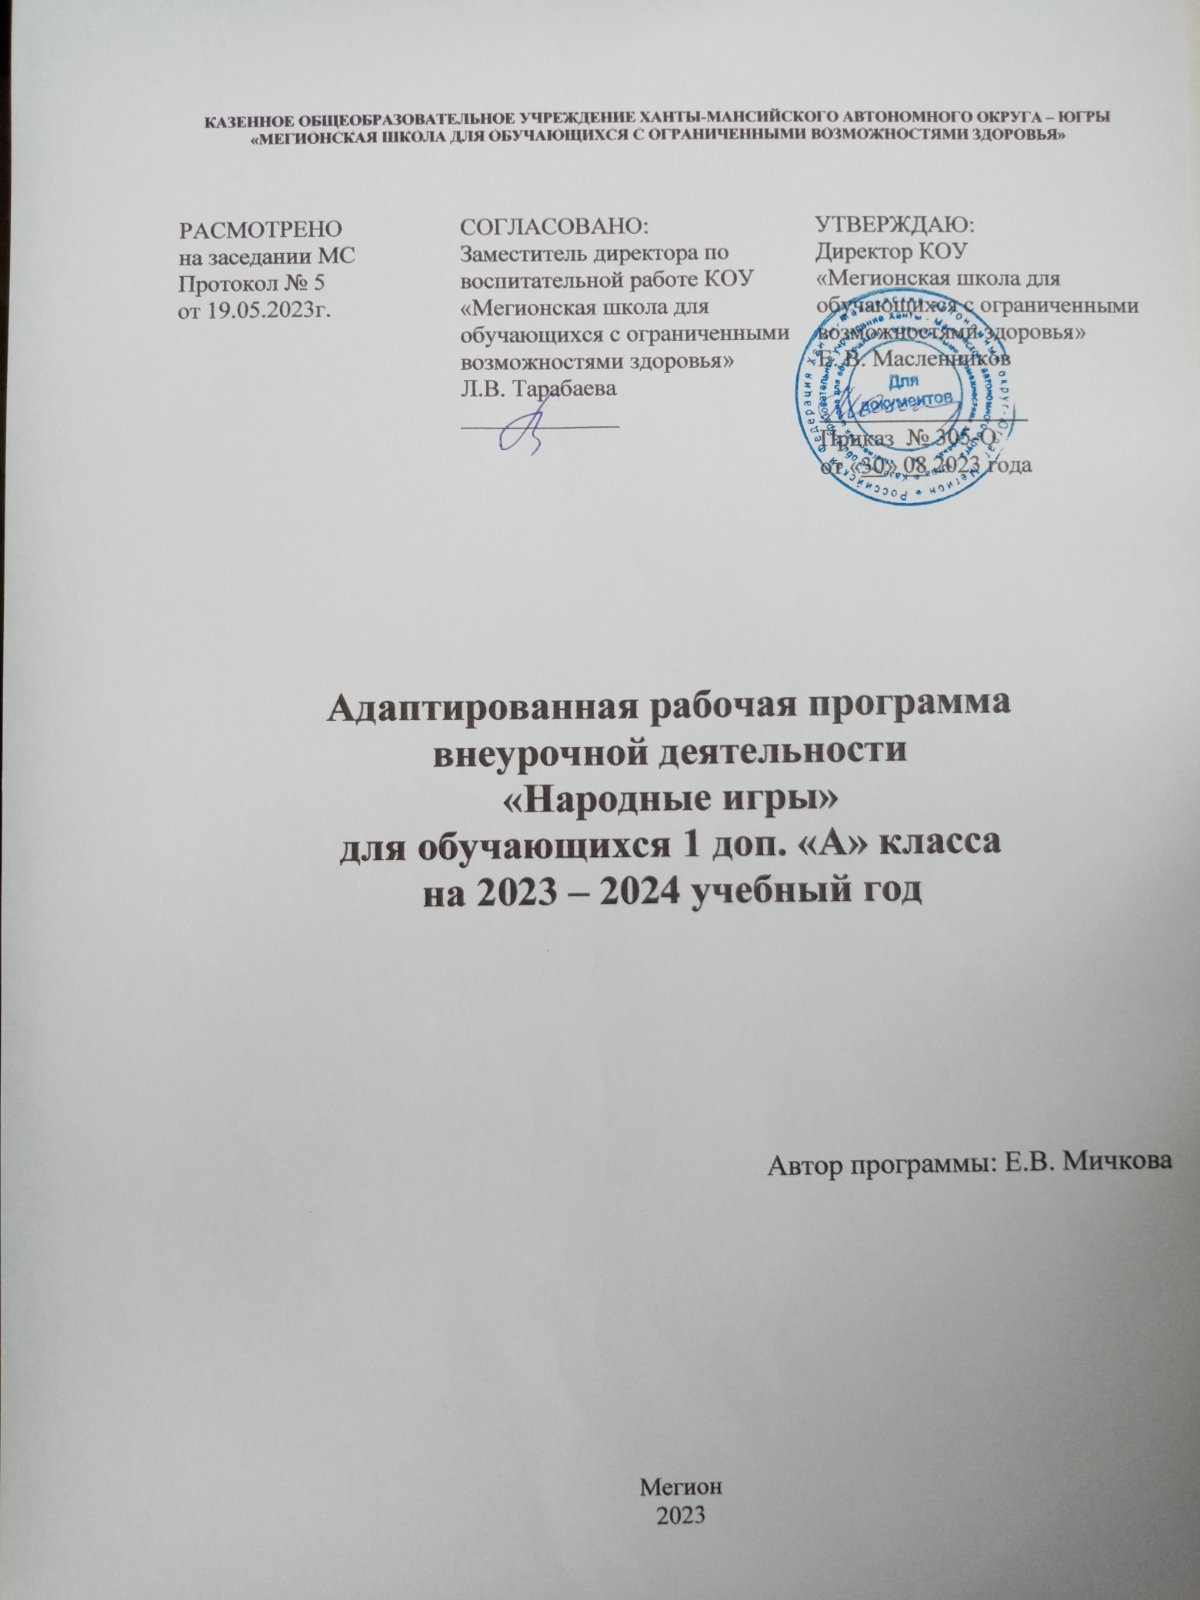 КАЗЕННОЕ ОБЩЕОБРАЗОВАТЕЛЬНОЕ УЧРЕЖДЕНИЕ ХАНТЫ-МАНСИЙСКОГО АВТОНОМНОГО ОКРУГА – ЮГРЫ
«МЕГИОНСКАЯ ШКОЛА ДЛЯ ОБУЧАЮЩИХСЯ С ОГРАНИЧЕННЫМИ ВОЗМОЖНОСТЯМИ ЗДОРОВЬЯ»
РАСМОТРЕНО
на заседании МС
Протокол № 5
от 19.05.2023г.
СОГЛАСОВАНО:
Заместитель директора по
воспитательной работе КОУ
«Мегионская школа для
обучающихся с ограниченными
возможностями здоровья»
Л.В. Тарабаева
УТВЕРЖДАЮ:
Директор КОУ
«Мегионская школа для
обучающихся с ограниченными
возможностями здоровья»
Е. В. Масленников
Для
документов
Приказ № 305-О
от «30» 08 2023 года
Адаптированная рабочая программа
внеурочной деятельности
«Народные игры»
для обучающихся 1 доп. «А» класса
на 2023 – 2024 учебный год
Автор программы: Е.В. Мичкова
Мегион
2023